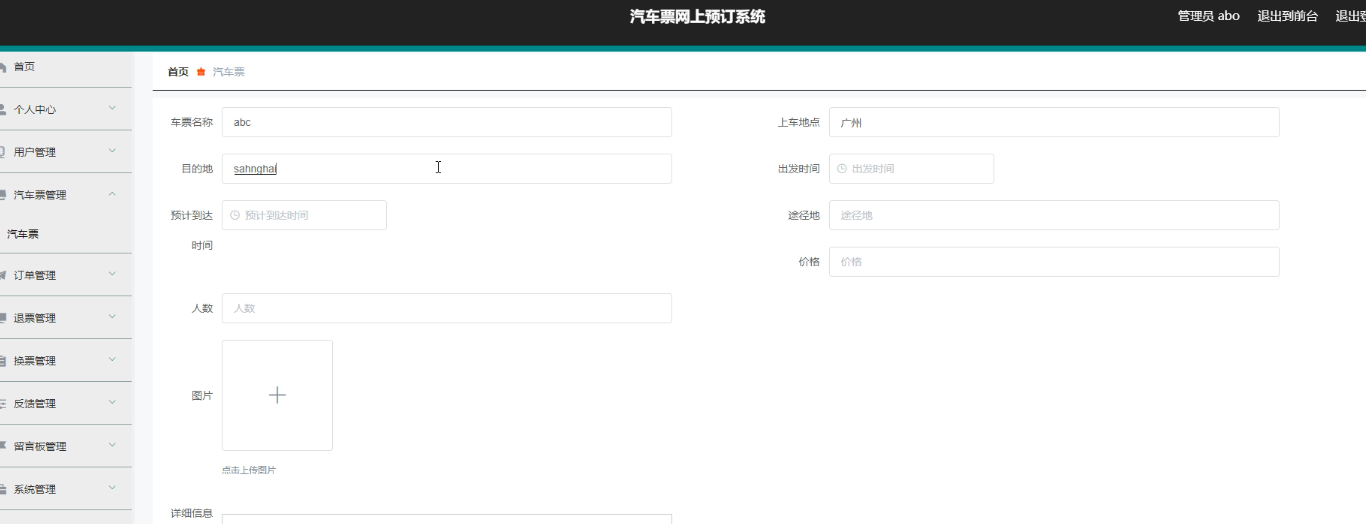 汽车票网上预订系统
管理员 abo 退出到前台 退出登
首页
个人中心
用户管理
汽车票管理
汽车票
订单管理
退票管理
换票管理
反馈管理
留言板管理
系统管理
首页 汽车票
车票名称 abc
上车地点 广州
目的地 sahnghai
出发时间 出发时间
预计到达时间 预计到达时间
途径地 途径地
价格 价格
人数 人数
图片
点击上传图片
详细信息